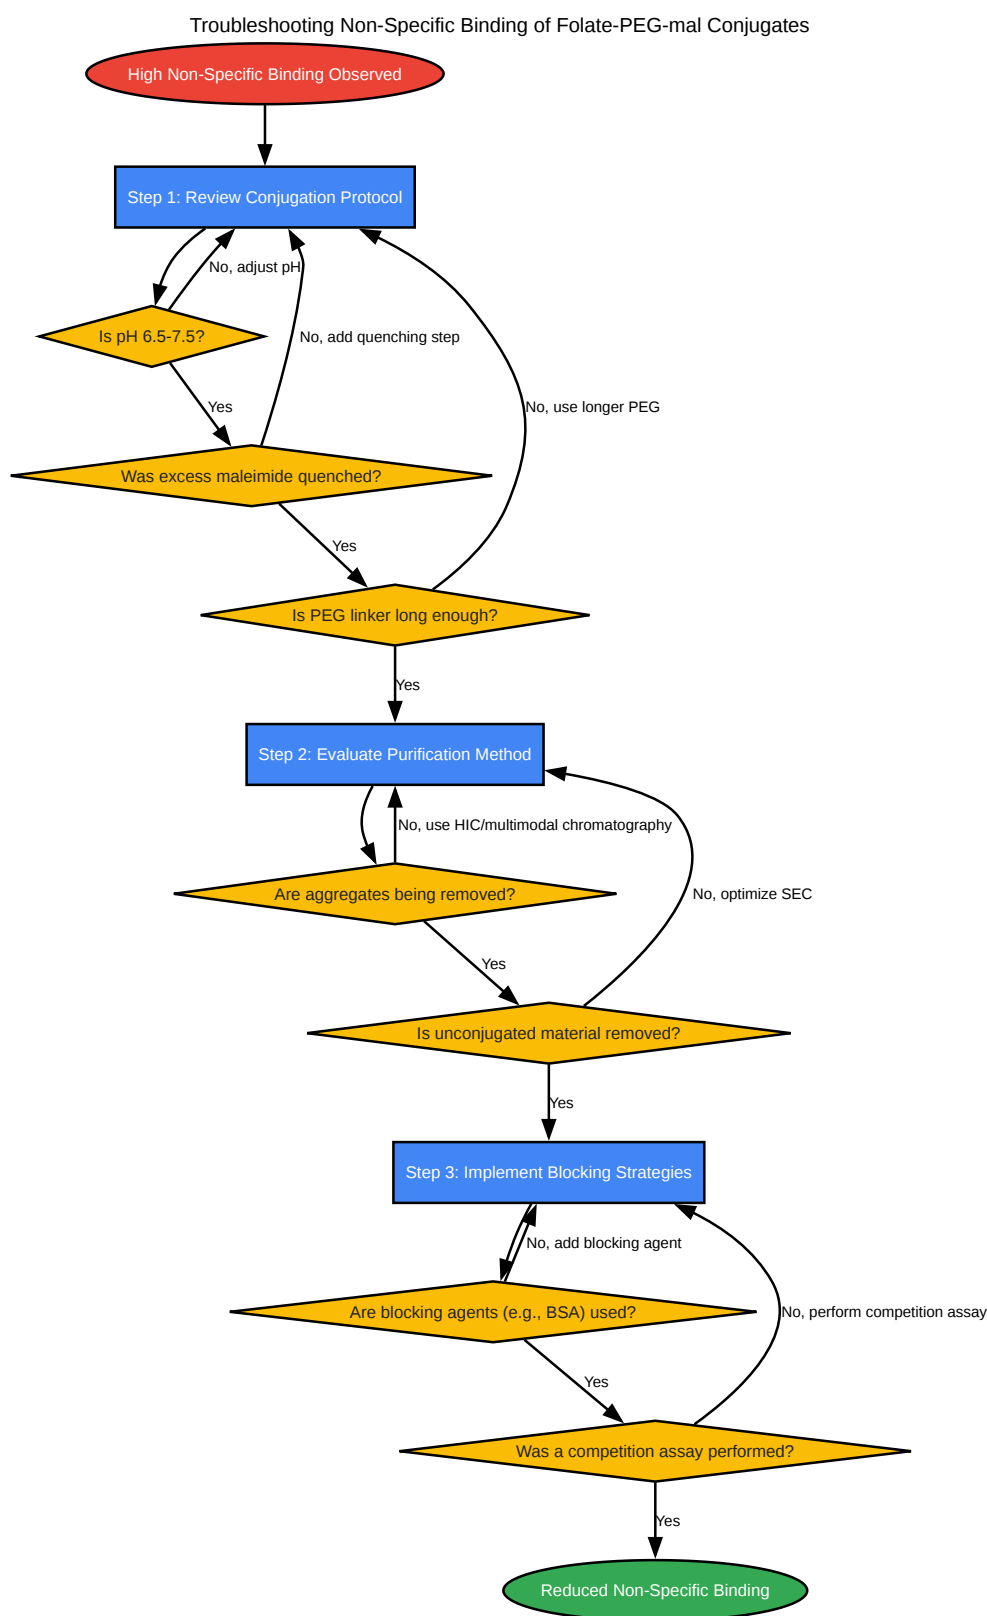 Troubleshooting Non-Specific Binding of Folate-PEG-mal Conjugates
High Non-Specific Binding Observed
Step 1: Review Conjugation Protocol
No, adjust pH
Is pH 6.5-7.5?
No, add quenching step
Yes
No, use longer PEG
Was excess maleimide quenched?
Yes
Is PEG linker long enough?
Yes
Step 2: Evaluate Purification Method
No, use HIC/multimodal chromatography
Are aggregates being removed?
No, optimize SEC
Yes
Is unconjugated material removed?
Yes
Step 3: Implement Blocking Strategies
No, add blocking agent
Are blocking agents (e.g., BSA) used?
No, perform competition assay
Yes
Was a competition assay performed?
Yes
Reduced Non-Specific Binding